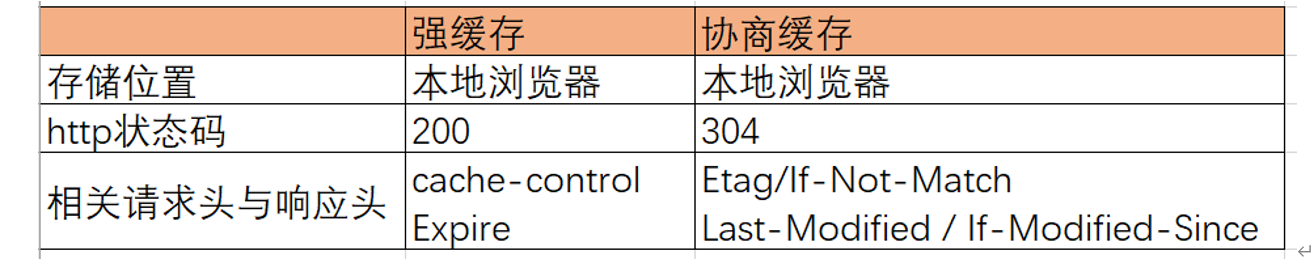 强缓存 协商缓存
存储位置 本地浏览器 本地浏览器
http状态码 200 304
相关请求头与响应头 cache-control Etag/If-Not-Match
Expire Last-Modified / If-Modified-Since